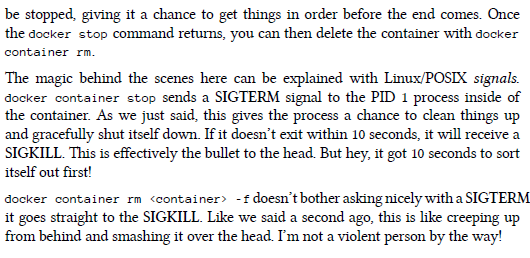 be stopped, giving it a chance to get things in order before the end comes. Once
the docker stop command returns, you can then delete the container with docker
container rm.
The magic behind the scenes here can be explained with Linux/POSIX signals.
docker container stop sends a SIGTERM signal to the PID 1 process inside of
the container. As we just said, this gives the process a chance to clean things up
and gracefully shut itself down. If it doesn't exit within 10 seconds, it will receive a
SIGKILL. This is effectively the bullet to the head. But hey, it got 10 seconds to sort
itself out first!
docker container rm <container> -f doesn't bother asking nicely with a SIGTERM
it goes straight to the SIGKILL. Like we said a second ago, this is like creeping up
from behind and smashing it over the head. I'm not a violent person by the way!